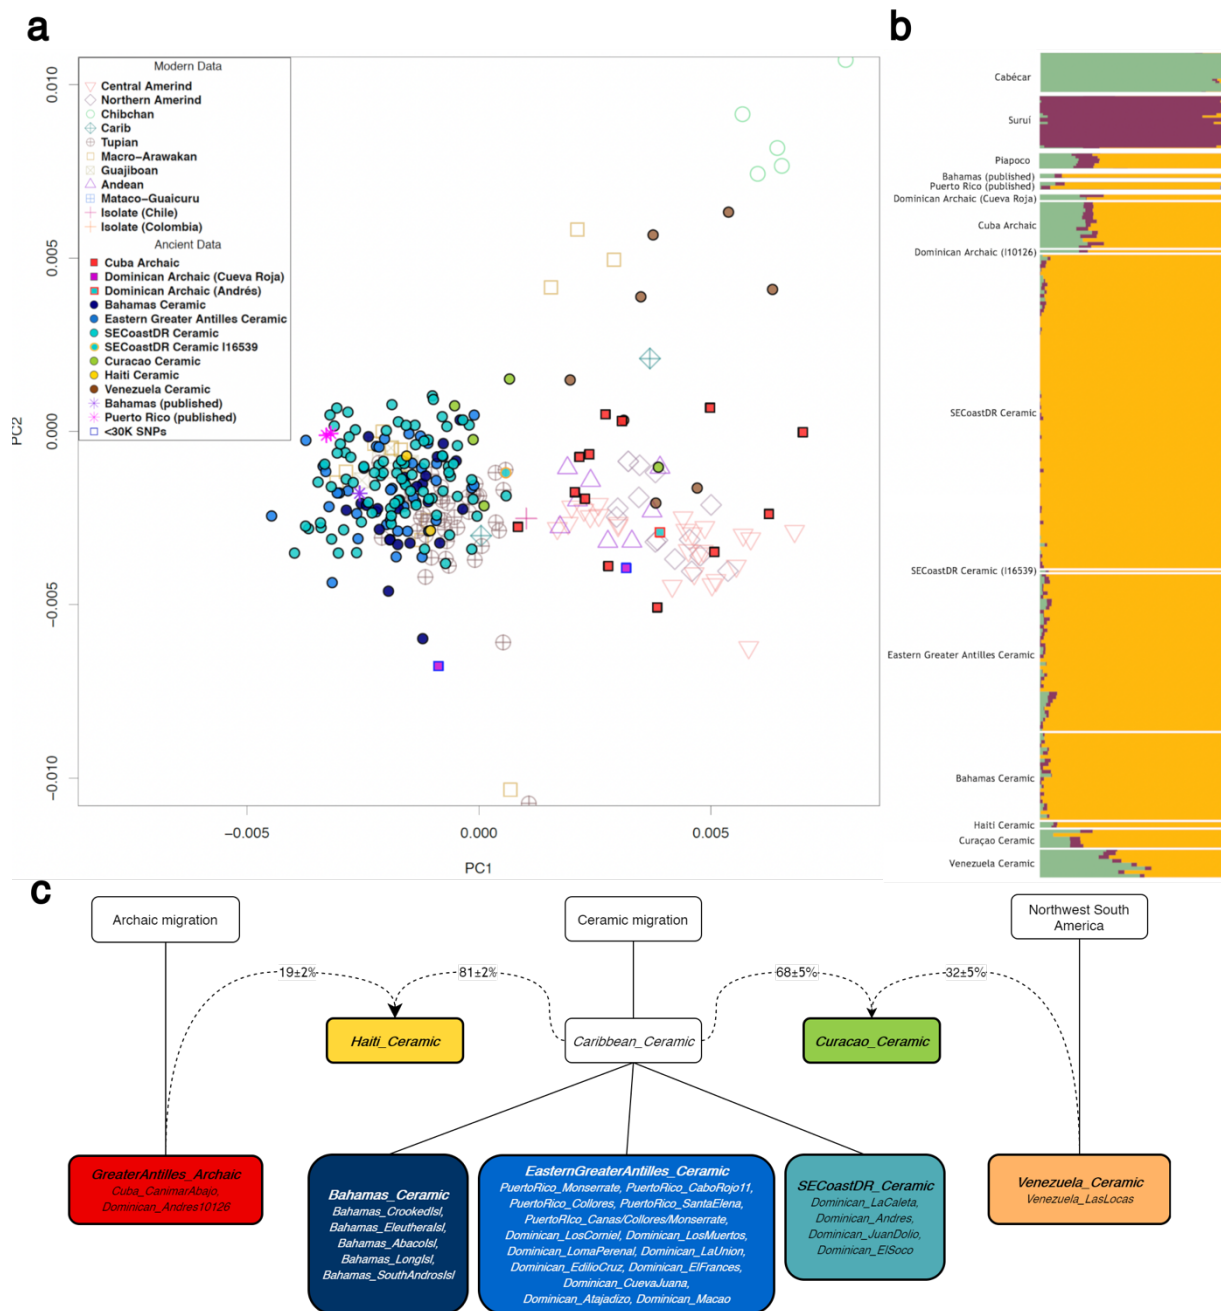 a
Modern Data
Central Amerind
Northern Amerind
Chibchan
Carib
Tupian
Macro-Arawakan
Guajiboan
Andean
Mataco-Guaicuru
Isolate (Chile)
Isolate (Colombia)
Ancient Data
Cuba Archaic
Dominican Archaic (Cueva Roja)
Dominican Archaic (Andrés)
Bahamas Ceramic
Eastern Greater Antilles Ceramic
SECoastDR Ceramic
SECoastDR Ceramic I16539
Curacao Ceramic
Haiti Ceramic
Venezuela Ceramic
Bahamas (published)
Puerto Rico (published)
<30K SNPs
0.010
0.005
0.000
−0.005
−0.010
PC2
−0.005
0.000
0.005
PC1
b
Cabécar
Suruí
Piapoco
Bahamas (published)
Puerto Rico (published)
Dominican Archaic (Cueva Roja)
Cuba Archaic
Dominican Archaic (I10126)
SECoastDR Ceramic
SECoastDR Ceramic (I16539)
Eastern Greater Antilles Ceramic
Bahamas Ceramic
Haiti Ceramic
Curaçao Ceramic
Venezuela Ceramic
c
Archaic migration
Ceramic migration
Northwest South
America
19±2%
81±2%
68±5%
32±5%
Haiti_Ceramic
Caribbean_Ceramic
Curacao_Ceramic
GreaterAntilles_Archaic
Cuba_CanimarAbajo,
Dominican_Andres10126
Bahamas_Ceramic
Bahamas_CrookedIsl,
Bahamas_EleutheraIsl,
Bahamas_AbacoIsl,
Bahamas_LongIsl,
Bahamas_SouthAndrosIsl
EasternGreaterAntilles_Ceramic
PuertoRico_Monserrate, PuertoRico_CaboRojo11,
PuertoRico_Collores, PuertoRico_SantaElena,
PuertoRIco_Canas/Collores/Monserrate,
Dominican_LosCorniel, Dominican_LosMuertos,
Dominican_LomaPerenal, Dominican_LaUnion,
Dominican_EdilioCruz, Dominican_ElFrances,
Dominican_CuevaJuana,
Dominican_Atajadizo, Dominican_Macao
SECoastDR_Ceramic
Dominican_LaCaleta,
Dominican_Andres,
Dominican_JuanDolio,
Dominican_ElSoco
Venezuela_Ceramic
Venezuela_LasLocas